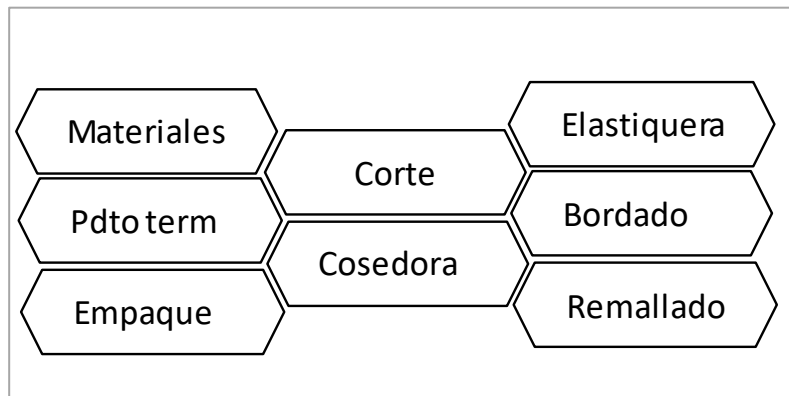 Materiales
Pdto term
Empaque
Corte
Cosedora
Elastiquera
Bordado
Remallado